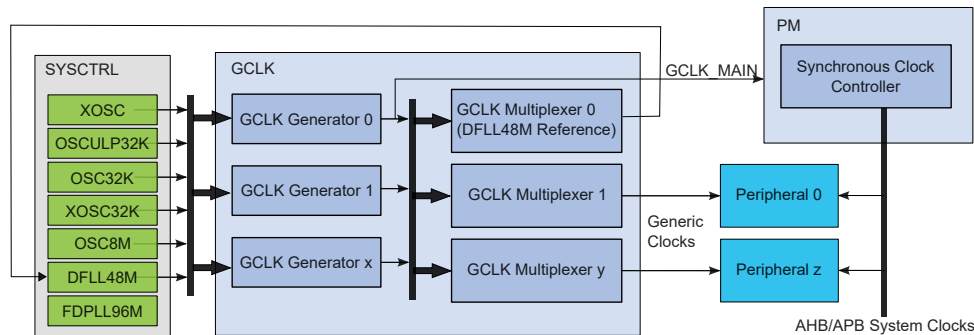 SYSCTRL
XOSC
OSCULP32K
OSC32K
XOSC32K
OSC8M
DFLL48M
FDPLL96M
GCLK
GCLK Generator 0
GCLK Generator 1
GCLK Generator x
GCLK Multiplexer 0
(DFLL48M Reference)
GCLK Multiplexer 1
GCLK Multiplexer y
GCLK_MAIN
PM
Synchronous Clock
Controller
Generic
Clocks
Peripheral 0
Peripheral z
AHB/APB System Clocks